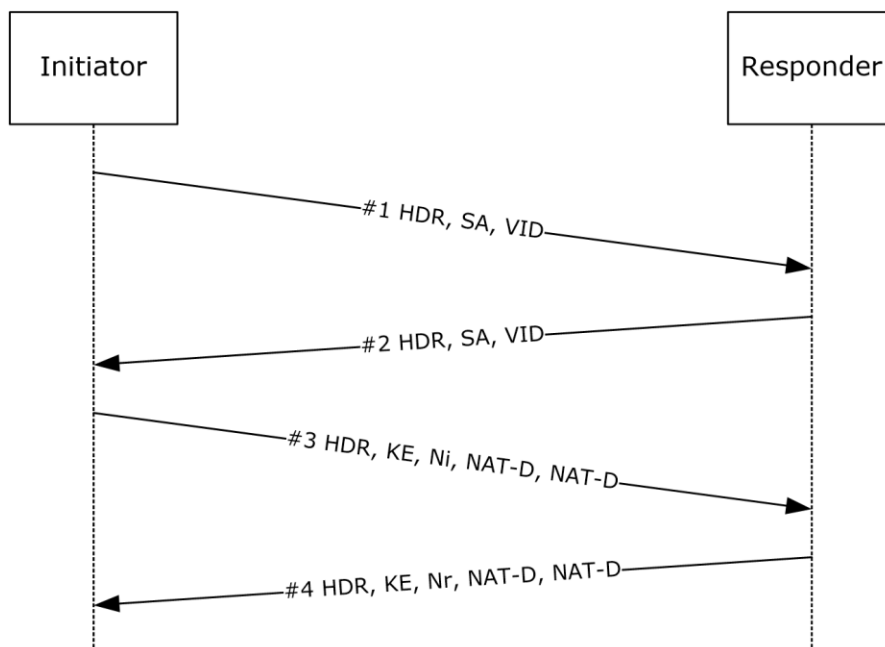 Initiator
Responder
#1 HDR, SA, VID
#2 HDR, SA, VID
#3 HDR, KE, Ni, NAT-D, NAT-D
#4 HDR, KE, Nr, NAT-D, NAT-D